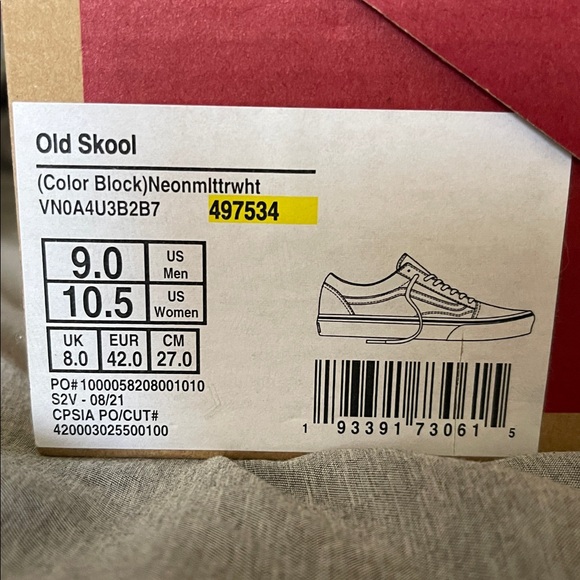 Old Skool
(Color Block)Neonmlttrwht
VN0A4U3B2B7 497534
9.0 US Men
10.5 US Women
UK 8.0 EUR 42.0 CM 27.0
PO# 1000058208001010
S2V - 08/21
CPSIA PO/CUT#
420003025500100
1 93391 73061 5